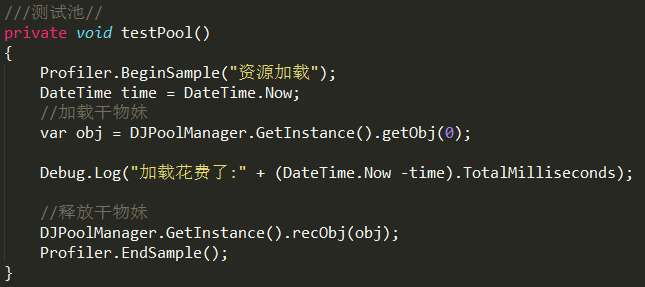 ///测试池//
private void testPool()
{
    Profiler.BeginSample("资源加载");
    DateTime time = DateTime.Now;
    //加载干物妹
    var obj = DJPoolManager.GetInstance().getObj(0);

    Debug.Log("加载花费了:" + (DateTime.Now -time).TotalMilliseconds);

    //释放干物妹
    DJPoolManager.GetInstance().recObj(obj);
    Profiler.EndSample();
}